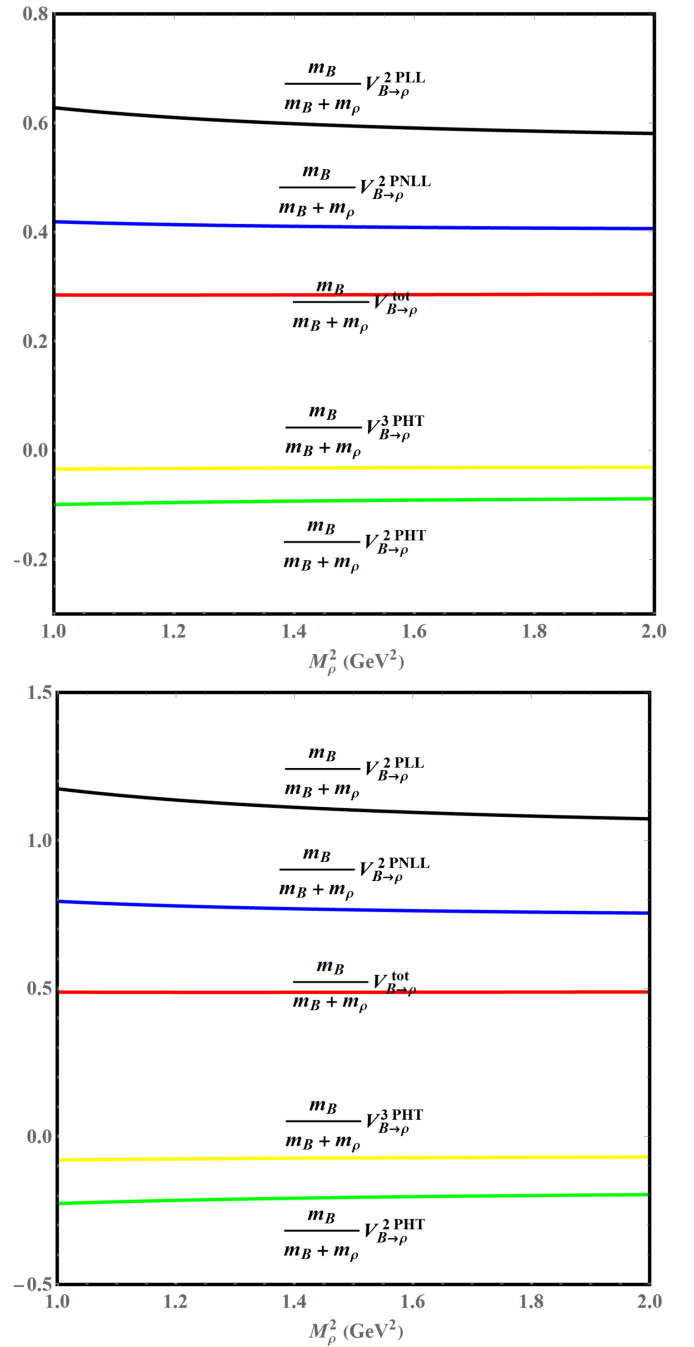 0.8
m_B / (m_B + m_ρ) V_{B→ρ}^{2 PLL}
0.6
m_B / (m_B + m_ρ) V_{B→ρ}^{2 PNLL}
0.4
m_B / (m_B + m_ρ) V_{B→ρ}^{tot}
0.2
m_B / (m_B + m_ρ) V_{B→ρ}^{3 PHT}
0.0
m_B / (m_B + m_ρ) V_{B→ρ}^{2 PHT}
-0.2
1.0 1.2 1.4 1.6 1.8 2.0
M_ρ^2 (GeV^2)
1.5
m_B / (m_B + m_ρ) V_{B→ρ}^{2 PLL}
1.0
m_B / (m_B + m_ρ) V_{B→ρ}^{2 PNLL}
0.5
m_B / (m_B + m_ρ) V_{B→ρ}^{tot}
m_B / (m_B + m_ρ) V_{B→ρ}^{3 PHT}
0.0
m_B / (m_B + m_ρ) V_{B→ρ}^{2 PHT}
-0.5
1.0 1.2 1.4 1.6 1.8 2.0
M_ρ^2 (GeV^2)